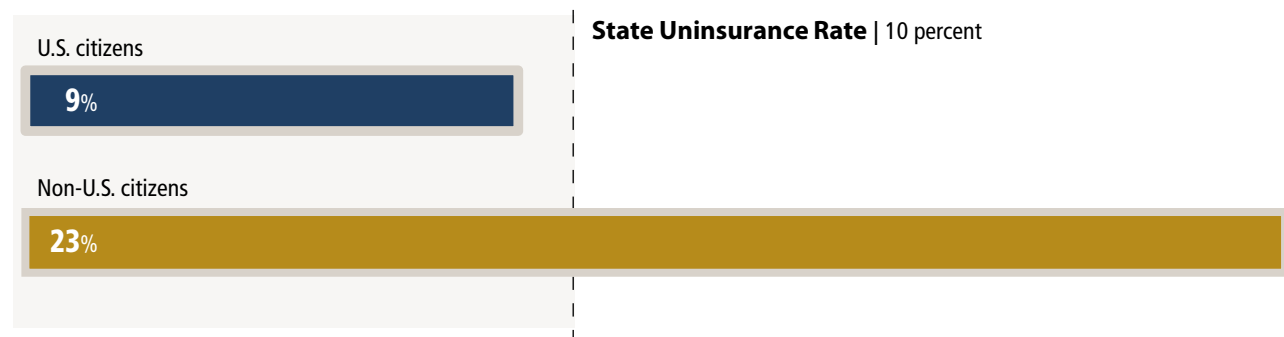 State Uninsurance Rate | 10 percent
U.S. citizens
9%
Non-U.S. citizens
23%